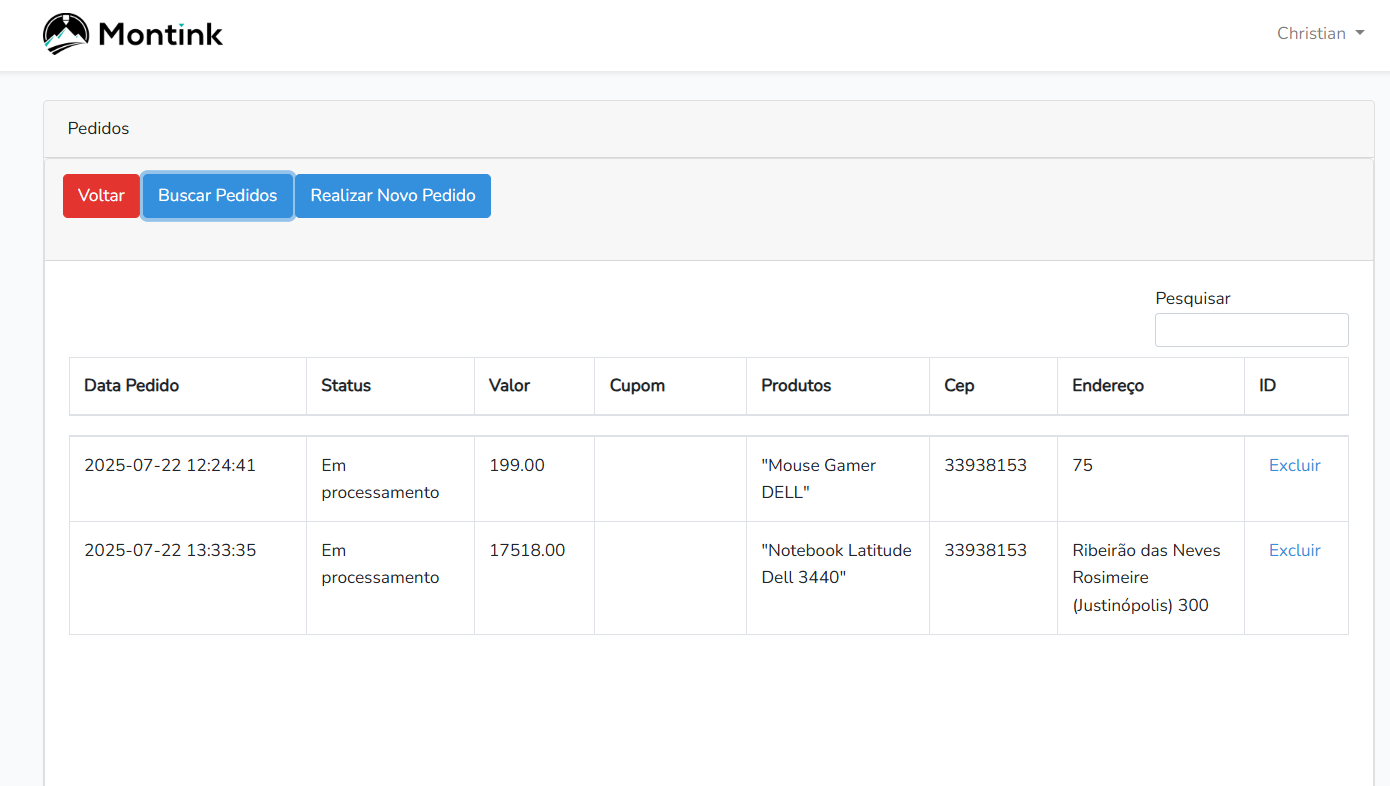 Montink
Christian
Pedidos
Voltar Buscar Pedidos Realizar Novo Pedido
Pesquisar
Data Pedido Status Valor Cupom Produtos Cep Endereço ID
2025-07-22 12:24:41 Em processamento 199.00 "Mouse Gamer DELL" 33938153 75 Excluir
2025-07-22 13:33:35 Em processamento 17518.00 "Notebook Latitude Dell 3440" 33938153 Ribeirão das Neves Rosimeire (Justinópolis) 300 Excluir